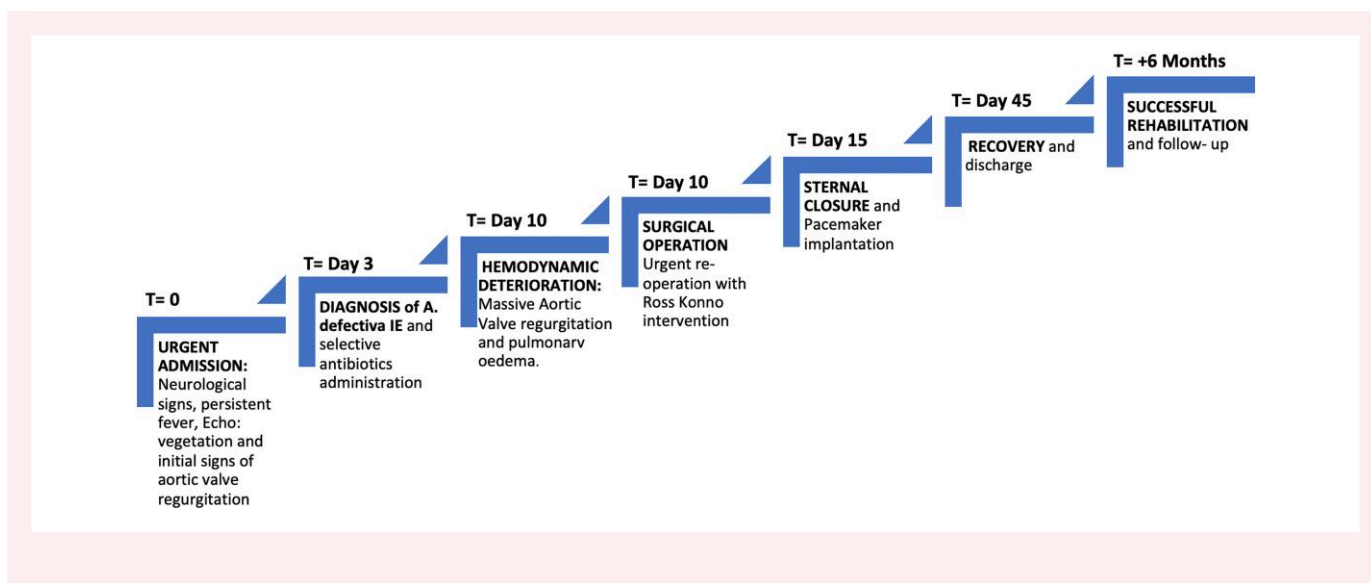 T= 0
URGENT
ADMISSION:
Neurological
signs, persistent
fever, Echo:
vegetation and
initial signs of
aortic valve
regurgitation
T= Day 3
DIAGNOSIS of A.
defectiva IE and
selective
antibiotics
administration
T= Day 10
HEMODYNAMIC
DETERIORATION:
Massive Aortic
Valve regurgitation
and pulmonary
oedema.
T= Day 10
SURGICAL
OPERATION
Urgent re-
operation with
Ross Konno
intervention
T= Day 15
STERNAL
CLOSURE and
Pacemaker
implantation
T= Day 45
RECOVERY and
discharge
T= +6 Months
SUCCESSFUL
REHABILITATION
and follow- up